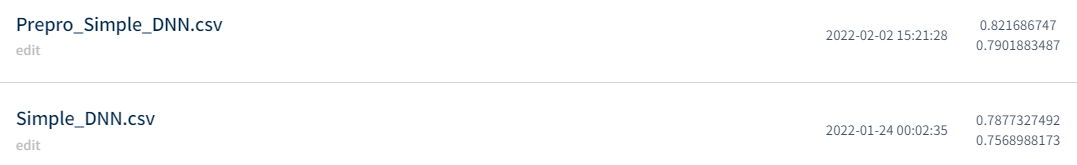 Prepro_Simple_DNN.csv
edit
2022-02-02 15:21:28
0.821686747
0.7901883487
Simple_DNN.csv
edit
2022-01-24 00:02:35
0.7877327492
0.7568988173